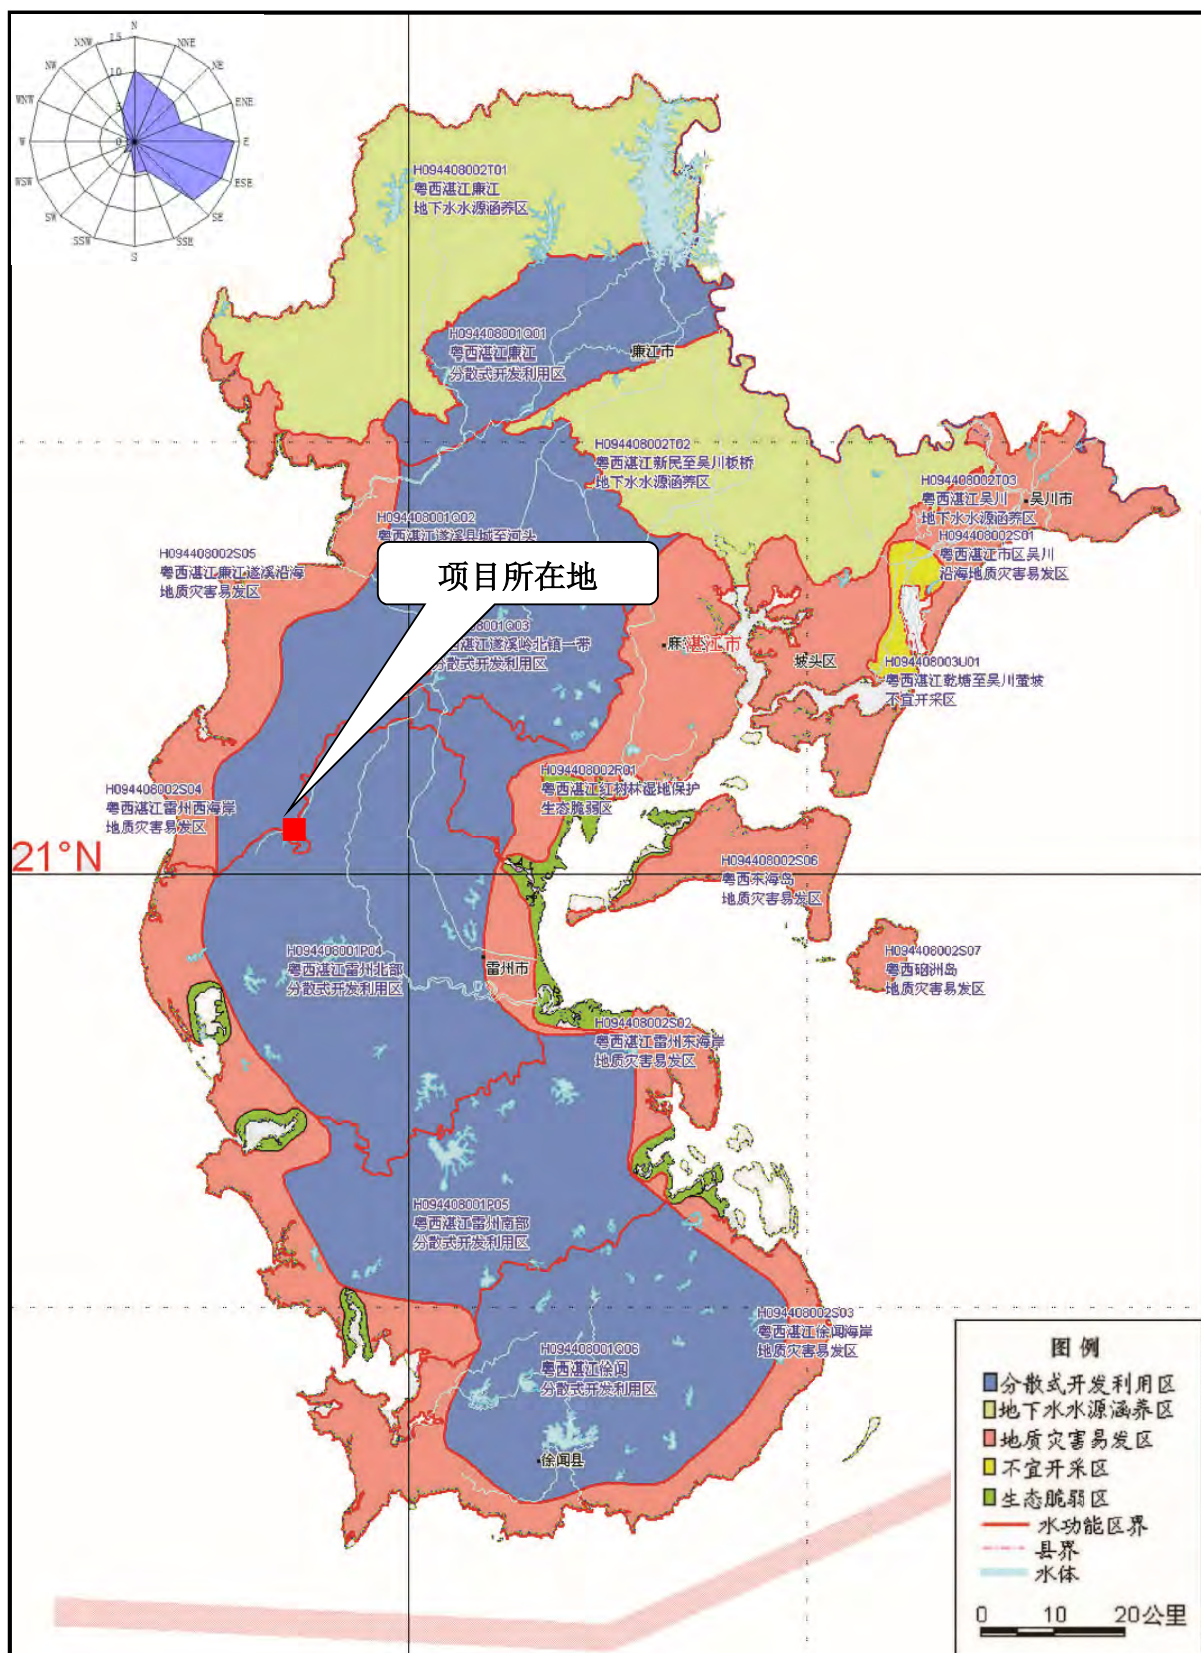 N
NNE
NE
ENE
E
ESE
SE
SSE
S
SSW
SW
WSW
W
WNW
NW
NNW
15
10
5
0
H094408002T01
粤西湛江廉江
地下水水源涵养区
H094408001Q01
粤西湛江廉江
分散式开发利用区
廉江市
H094408002T02
粤西湛江新民至吴川板桥
地下水水源涵养区
H094408002T03
粤西湛江吴川
地下水水源涵养区
吴川市
H094408002S01
粤西湛江市区吴川
沿海地质灾害易发区
H094408001Q02
粤西湛江遂溪县城至河头
H094408002S05
粤西湛江廉江遂溪沿海
地质灾害易发区
项目所在地
8001Q03
湛江遂溪岭北镇一带
分散式开发利用区
麻
湛江市
坡头区
H094408003U01
粤西湛江乾塘至吴川覃坡
不宜开采区
H094408002S04
粤西湛江雷州西海岸
地质灾害易发区
H094408002R01
粤西湛江红树林湿地保护
生态脆弱区
21°N
H094408002S06
粤西东海岛
地质灾害易发区
H094408002S07
粤西硇洲岛
地质灾害易发区
H094408001P04
粤西湛江雷州北部
分散式开发利用区
雷州市
H094408002S02
粤西湛江雷州东海岸
地质灾害易发区
H094408001P05
粤西湛江雷州南部
分散式开发利用区
H094408002S03
粤西湛江徐闻海岸
地质灾害易发区
H094408001Q06
粤西湛江徐闻
分散式开发利用区
徐闻县
图例
分散式开发利用区
地下水水源涵养区
地质灾害易发区
不宜开采区
生态脆弱区
水功能区界
县界
水体
0 10 20公里